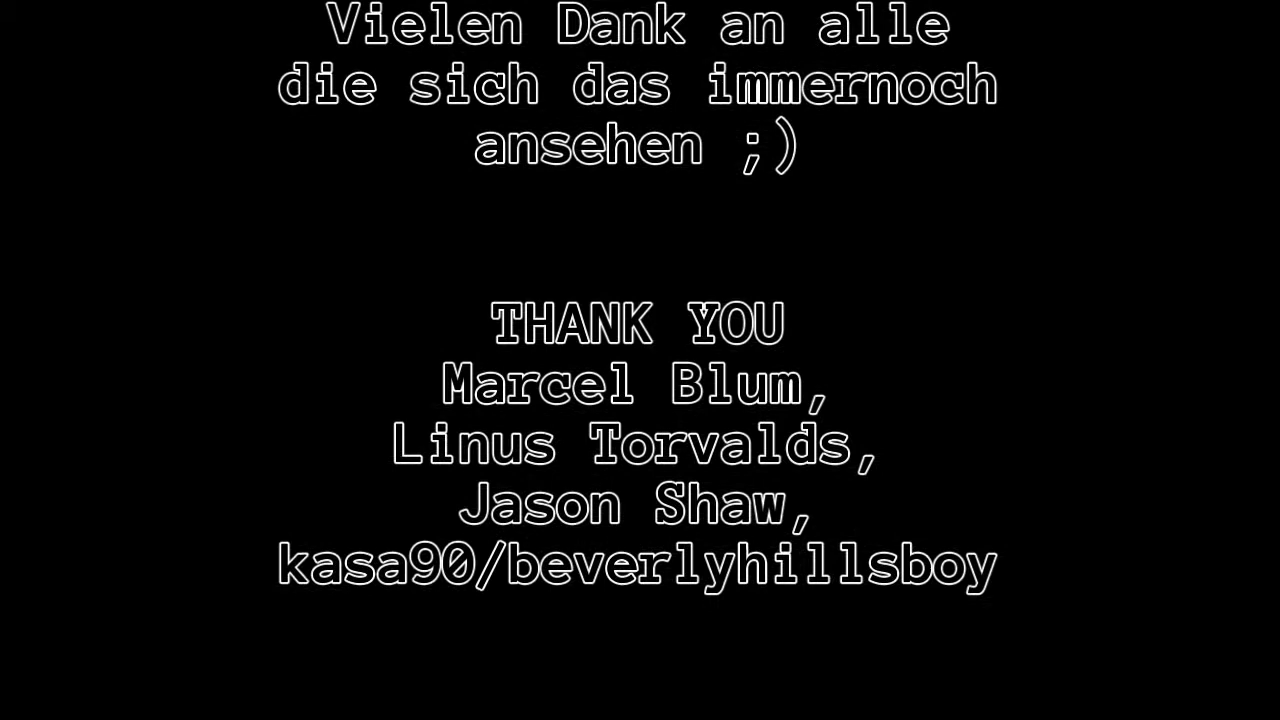 Vielen Dank an alle
die sich das immernoch
ansehen ;)
THANK YOU
Marcel Blum,
Linus Torvalds,
Jason Shaw,
kasa90/beverlyhillsboy